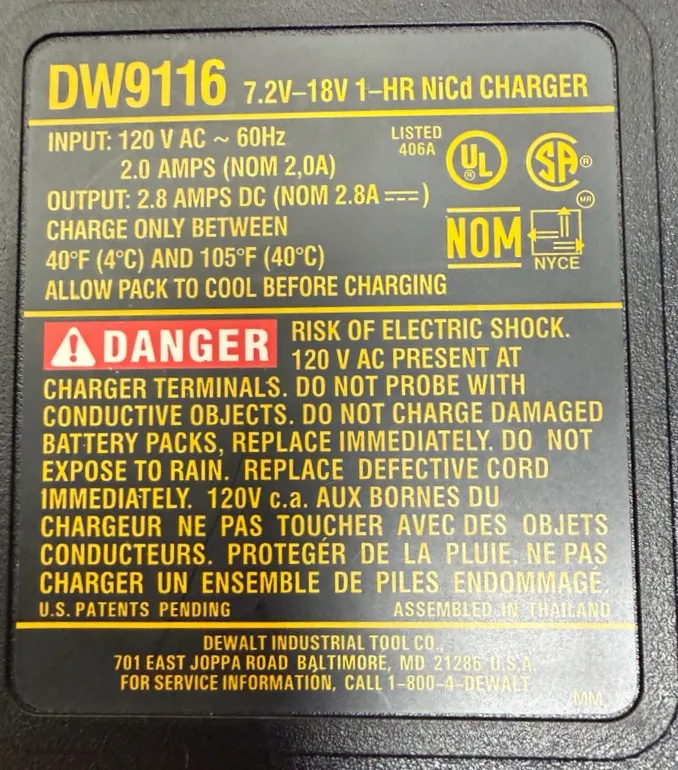 DW9116 7.2V–18V 1–HR NiCd CHARGER
INPUT: 120 V AC ~ 60Hz
2.0 AMPS (NOM 2,0A)
LISTED
406A
UL
®
SA
®
OUTPUT: 2.8 AMPS DC (NOM 2.8A ⎓)
CHARGE ONLY BETWEEN
40°F (4°C) AND 105°F (40°C)
ALLOW PACK TO COOL BEFORE CHARGING
NOM
MR
NYCE
DANGER RISK OF ELECTRIC SHOCK.
120 V AC PRESENT AT
CHARGER TERMINALS. DO NOT PROBE WITH
CONDUCTIVE OBJECTS. DO NOT CHARGE DAMAGED
BATTERY PACKS, REPLACE IMMEDIATELY. DO NOT
EXPOSE TO RAIN. REPLACE DEFECTIVE CORD
IMMEDIATELY. 120V c.a. AUX BORNES DU
CHARGEUR NE PAS TOUCHER AVEC DES OBJETS
CONDUCTEURS. PROTEGÉR DE LA PLUIE. NE PAS
CHARGER UN ENSEMBLE DE PILES ENDOMMAGÉ.
U.S. PATENTS PENDING ASSEMBLED IN THAILAND
DEWALT INDUSTRIAL TOOL CO.,
701 EAST JOPPA ROAD BALTIMORE, MD 21286 U.S.A.
FOR SERVICE INFORMATION, CALL 1–800–4–DEWALT
MM